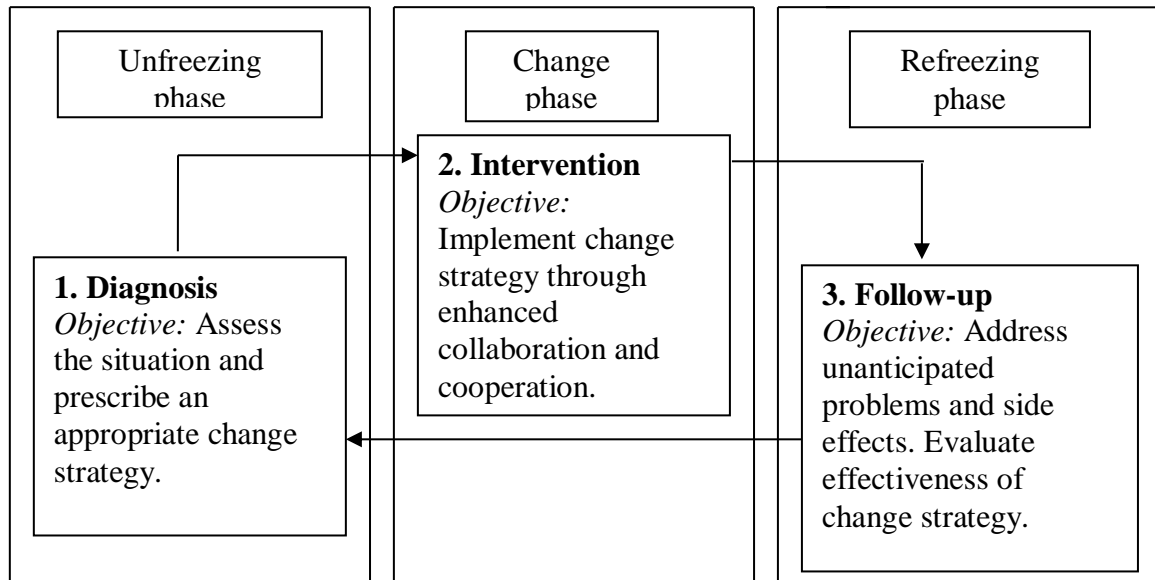 Unfreezing
phase
Change
phase
Refreezing
phase
1. Diagnosis
Objective: Assess
the situation and
prescribe an
appropriate change
strategy.
2. Intervention
Objective:
Implement change
strategy through
enhanced
collaboration and
cooperation.
3. Follow-up
Objective: Address
unanticipated
problems and side
effects. Evaluate
effectiveness of
change strategy.